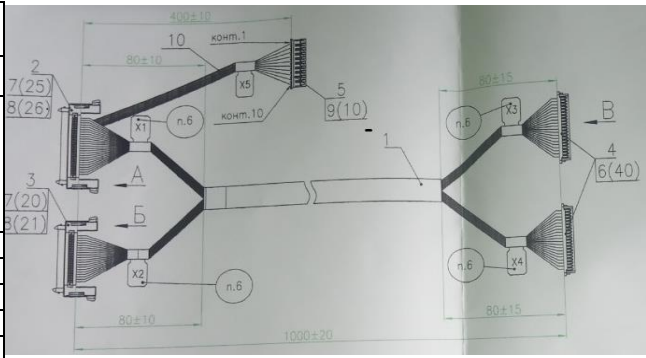 400±10
10
конт.1
80±10
80±15
2
7(25)
8(26)
X5
5
9(10)
X1
п.6
конт.10
X3
п.6
В
А
1
4
6(40)
3
7(20)
8(21)
Б
X2
п.6
п.6
X4
80±10
80±15
1000±20